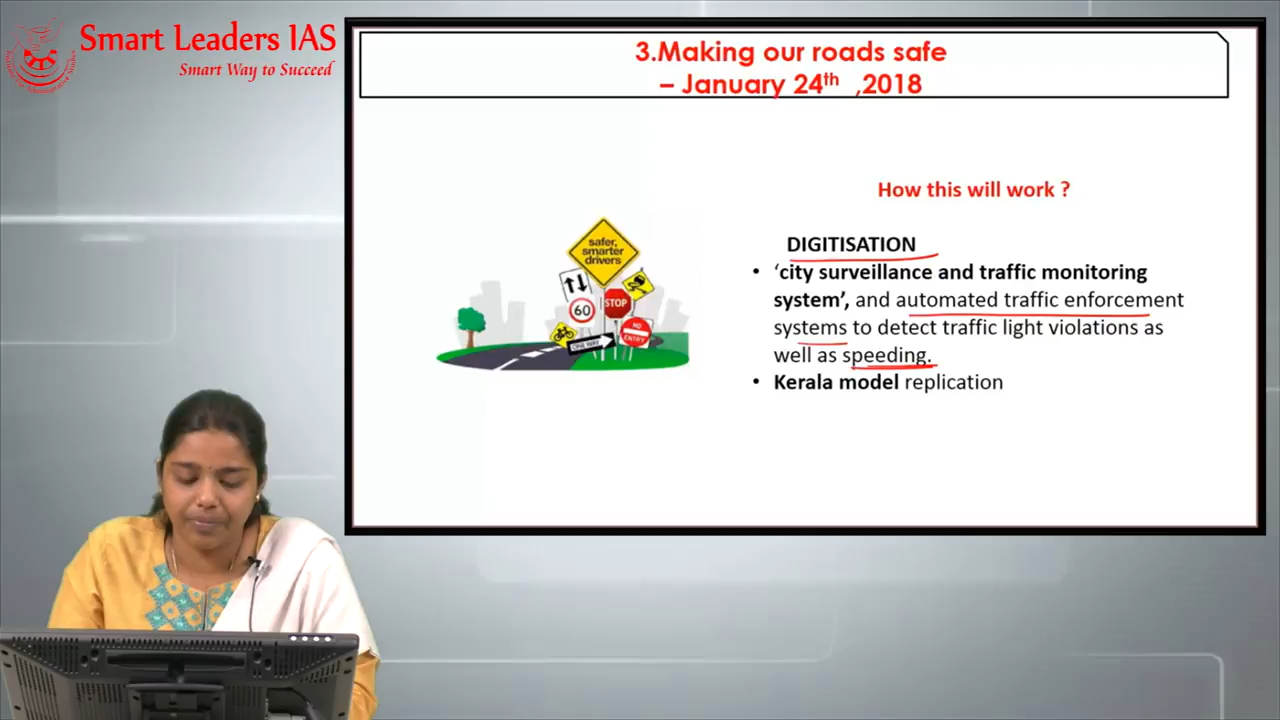 Smart Leaders IAS
Smart Way to Succeed
3.Making our roads safe
– January 24th ,2018
How this will work ?
DIGITISATION
• ‘city surveillance and traffic monitoring
system’, and automated traffic enforcement
systems to detect traffic light violations as
well as speeding.
• Kerala model replication
safer,
smarter
drivers
STOP
60
NO
ENTRY
ONE WAY